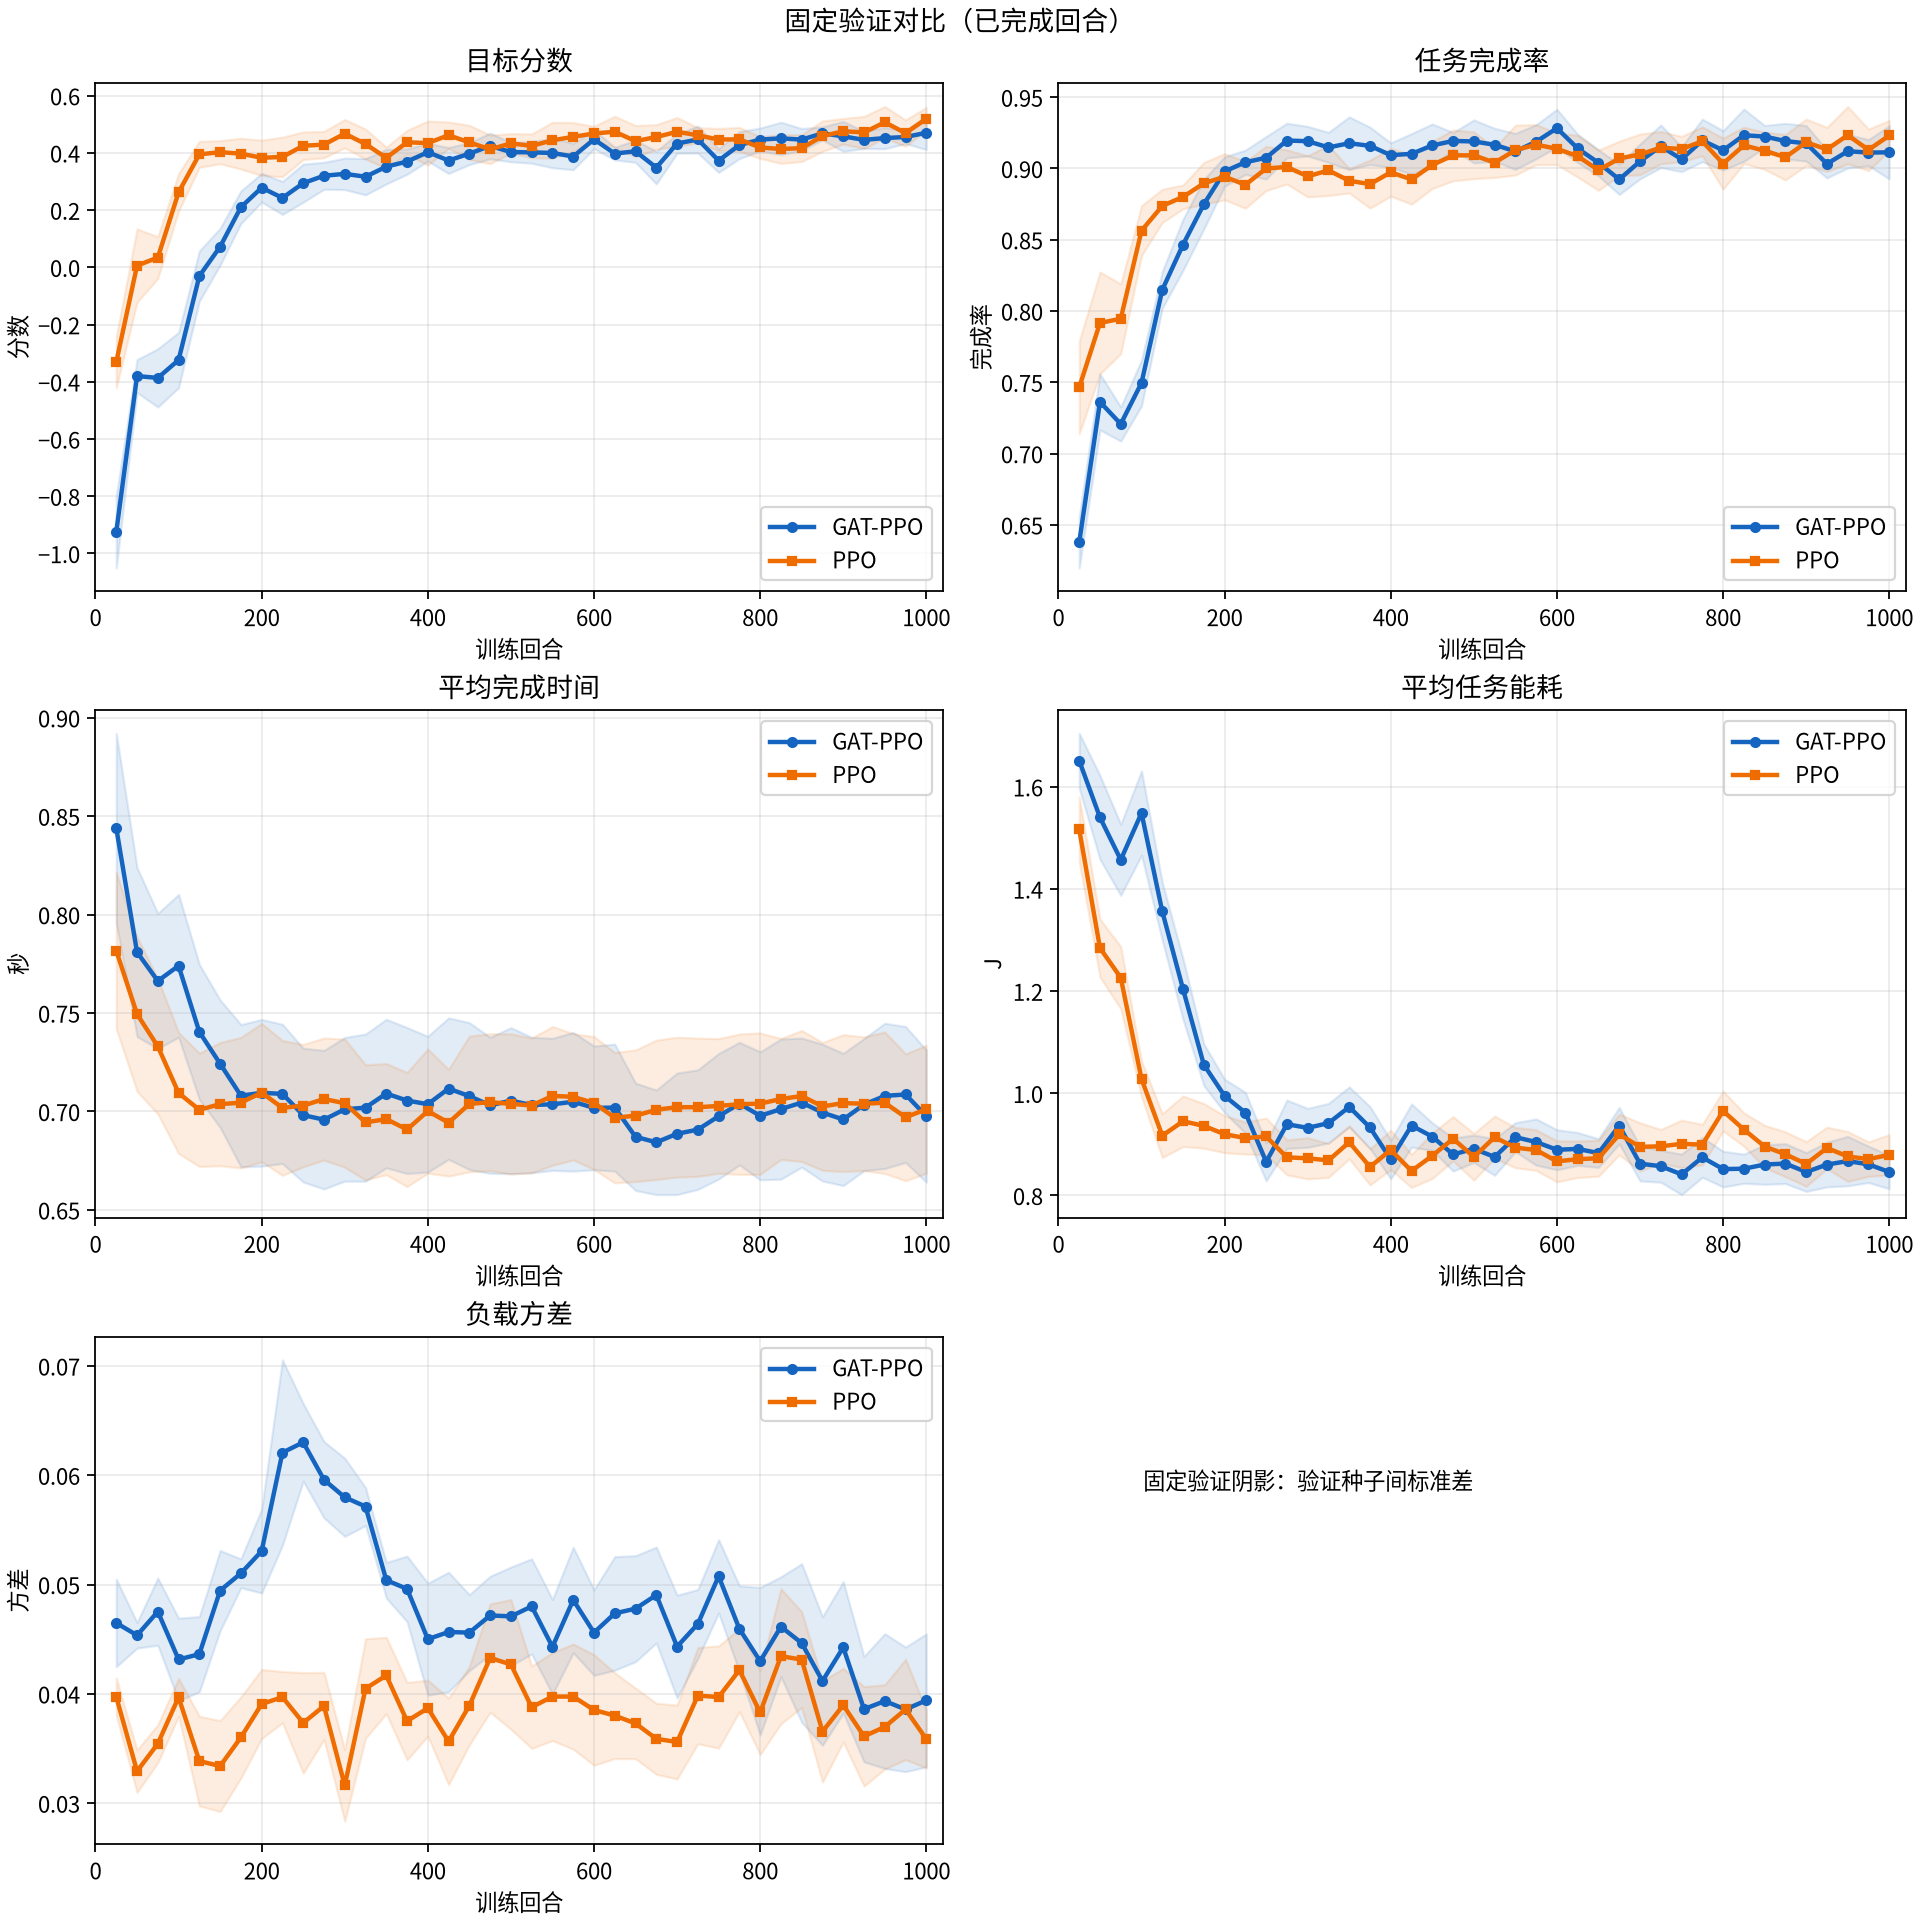 固定验证对比（已完成回合）
目标分数
0.6
0.4
0.2
0.0
−0.2
−0.4
−0.6
−0.8
−1.0
分数
GAT-PPO
PPO
0
200
400
600
800
1000
训练回合
任务完成率
0.95
0.90
0.85
0.80
0.75
0.70
0.65
完成率
GAT-PPO
PPO
0
200
400
600
800
1000
训练回合
平均完成时间
0.90
0.85
0.80
0.75
0.70
0.65
秒
GAT-PPO
PPO
0
200
400
600
800
1000
训练回合
平均任务能耗
1.6
1.4
1.2
1.0
0.8
J
GAT-PPO
PPO
0
200
400
600
800
1000
训练回合
负载方差
0.07
0.06
0.05
0.04
0.03
方差
GAT-PPO
PPO
0
200
400
600
800
1000
训练回合
固定验证阴影：验证种子间标准差